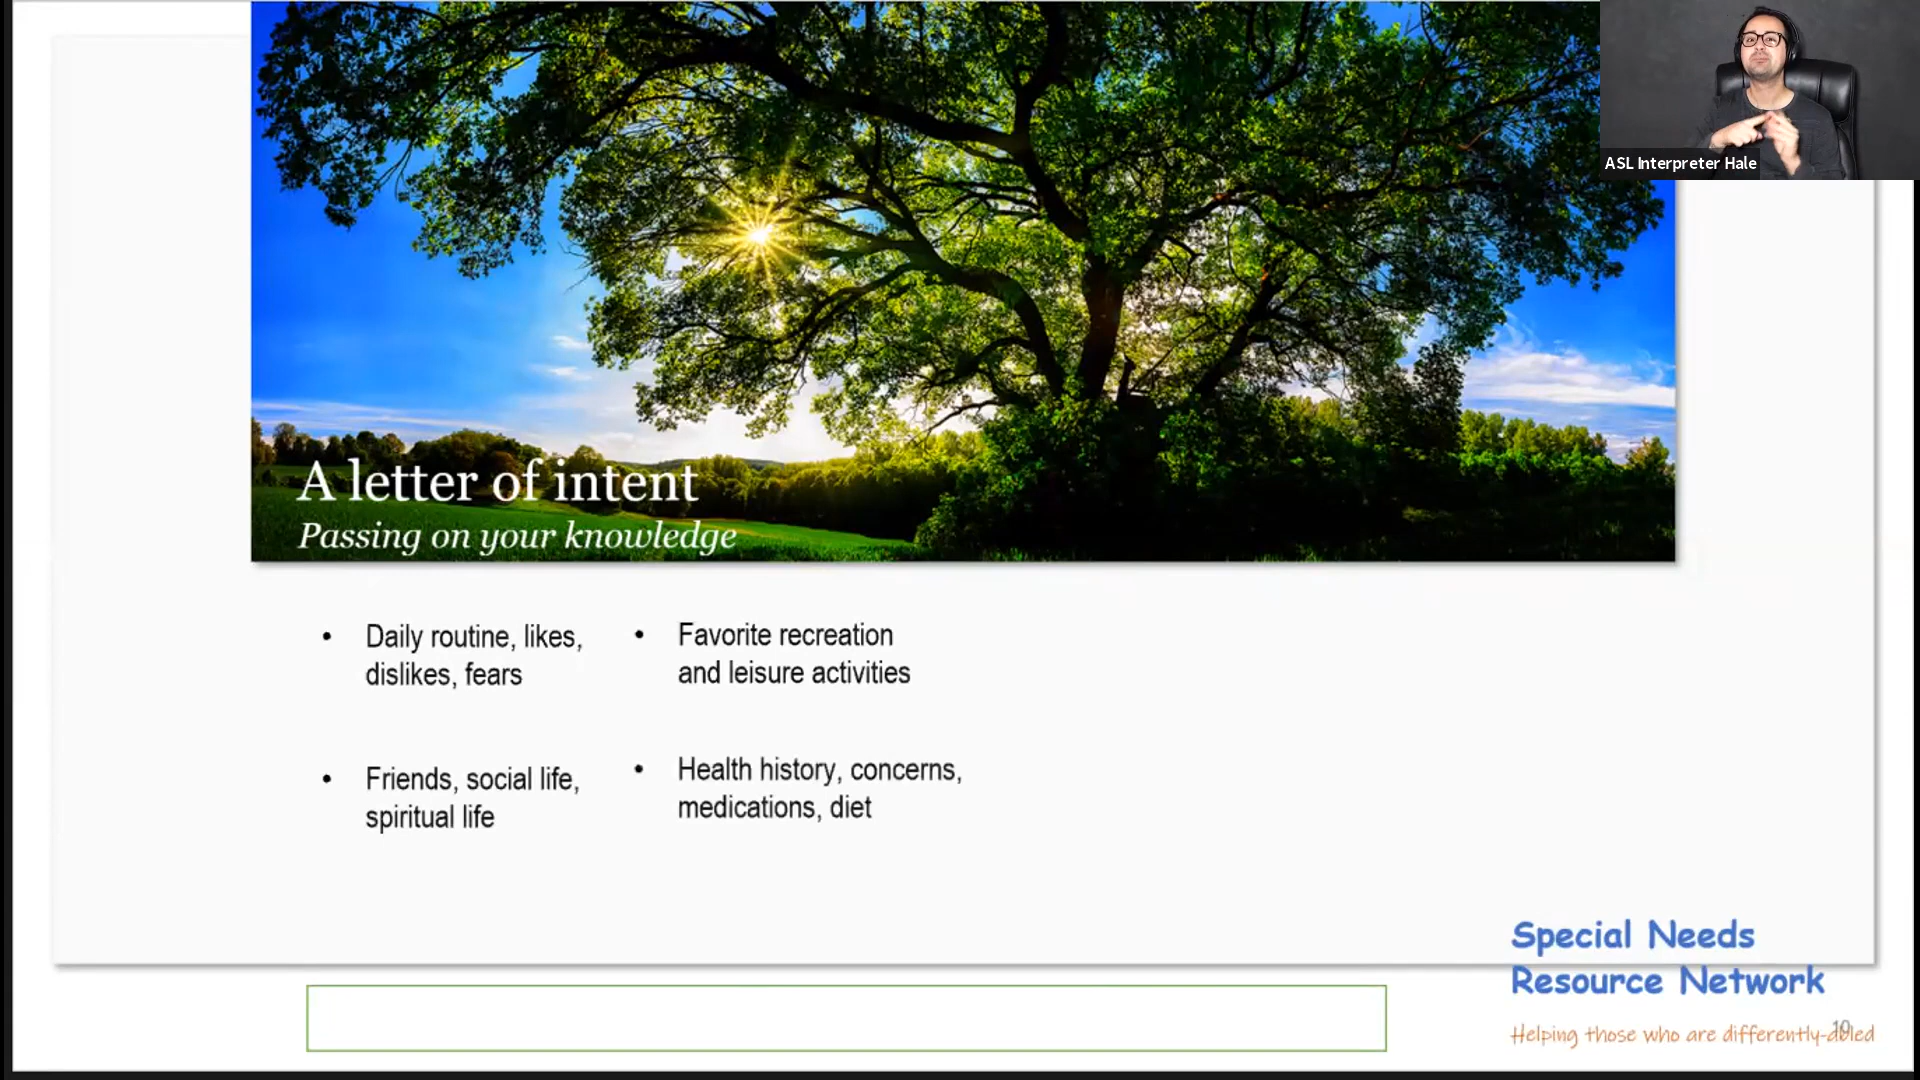 ASL Interpreter Hale
A letter of intent
Passing on your knowledge
• Daily routine, likes,
dislikes, fears
• Favorite recreation
and leisure activities
• Friends, social life,
spiritual life
• Health history, concerns,
medications, diet
Special Needs
Resource Network
Helping those who are differently-abled
10